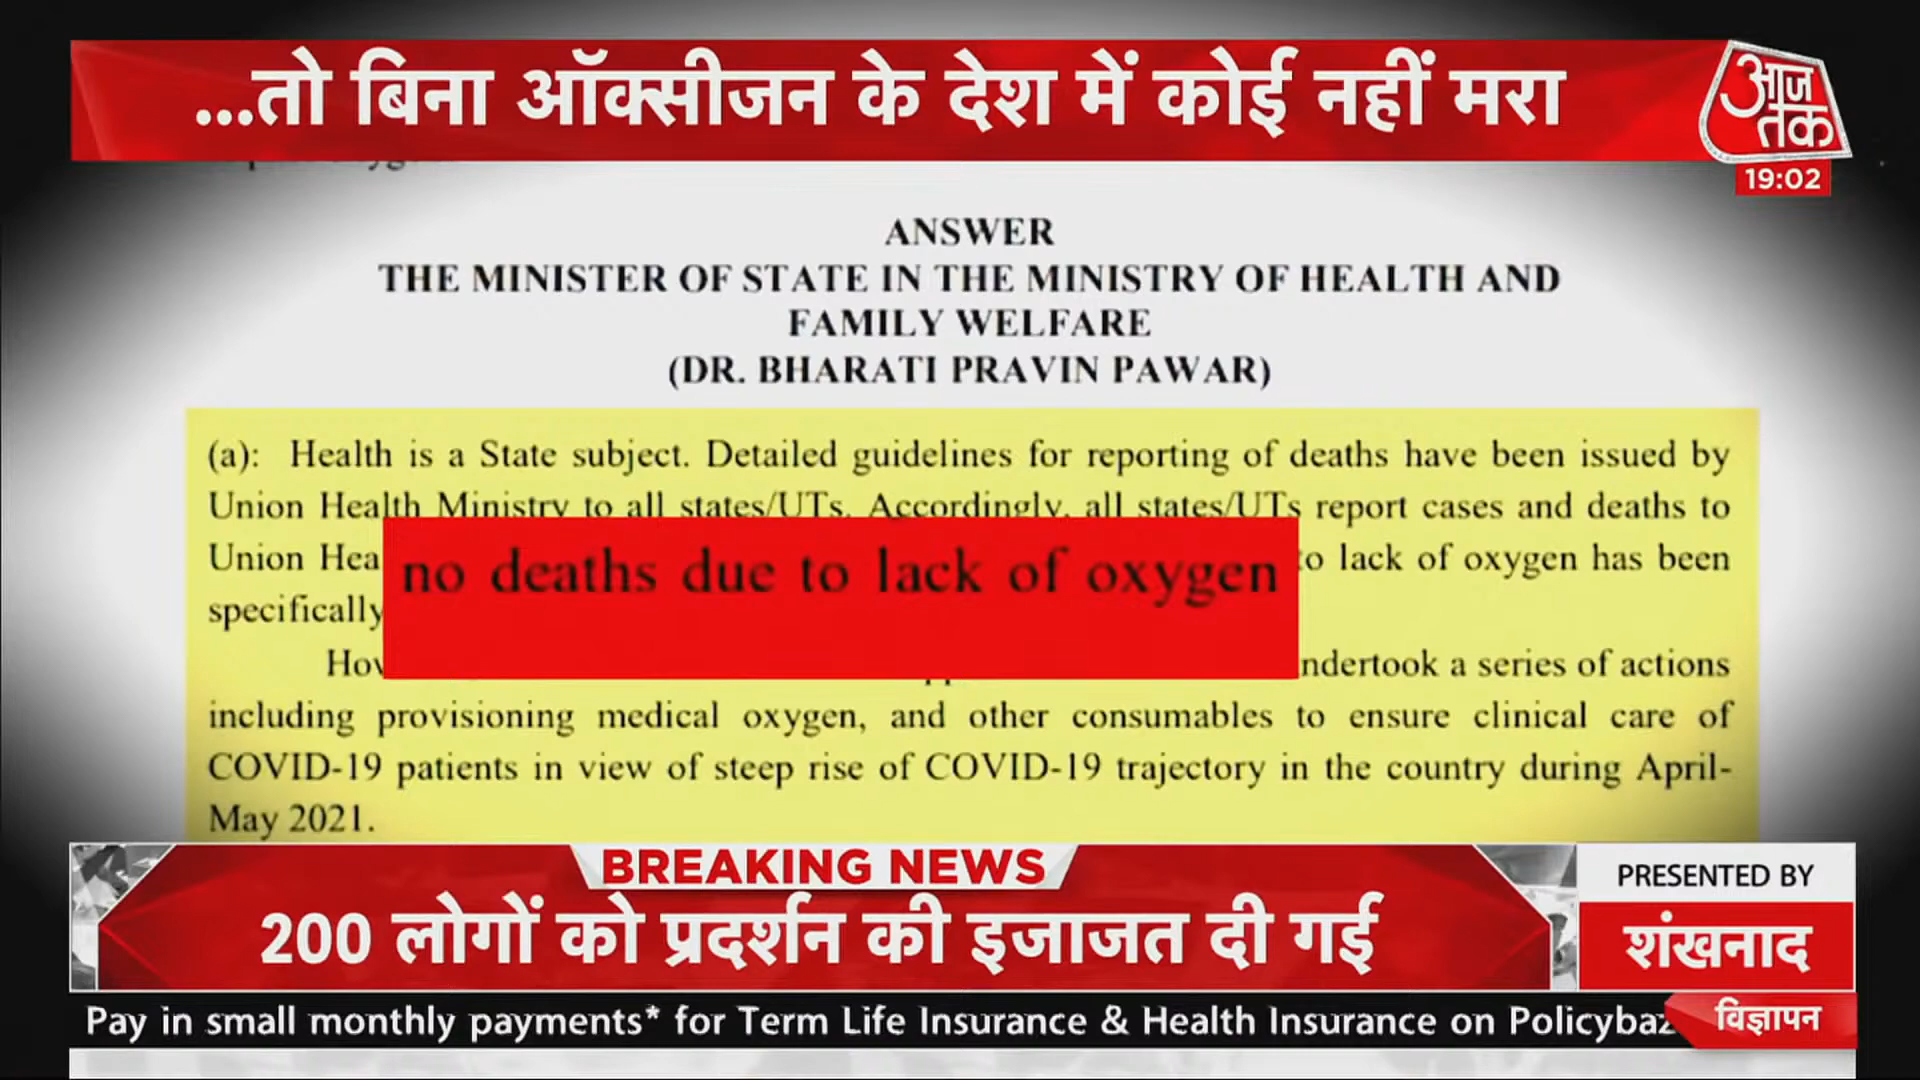 ...तो बिना ऑक्सीजन के देश में कोई नहीं मरा
आज
तक
19:02
ANSWER
THE MINISTER OF STATE IN THE MINISTRY OF HEALTH AND
FAMILY WELFARE
(DR. BHARATI PRAVIN PAWAR)
(a): Health is a State subject. Detailed guidelines for reporting of deaths have been issued by
Union Health Ministry to all states/UTs. Accordingly, all states/UTs report cases and deaths to
Union Hea
to lack of oxygen has been
no deaths due to lack of oxygen
specifically
including provisioning medical oxygen, and other consumables to ensure clinical care of
COVID-19 patients in view of steep rise of COVID-19 trajectory in the country during April-
May 2021.
a series of actions
BREAKING NEWS
200 लोगों को प्रदर्शन की इजाजत दी गई
PRESENTED BY
शंखनाद
Pay in small monthly payments* for Term Life Insurance & Health Insurance on Policybaz
विज्ञापन